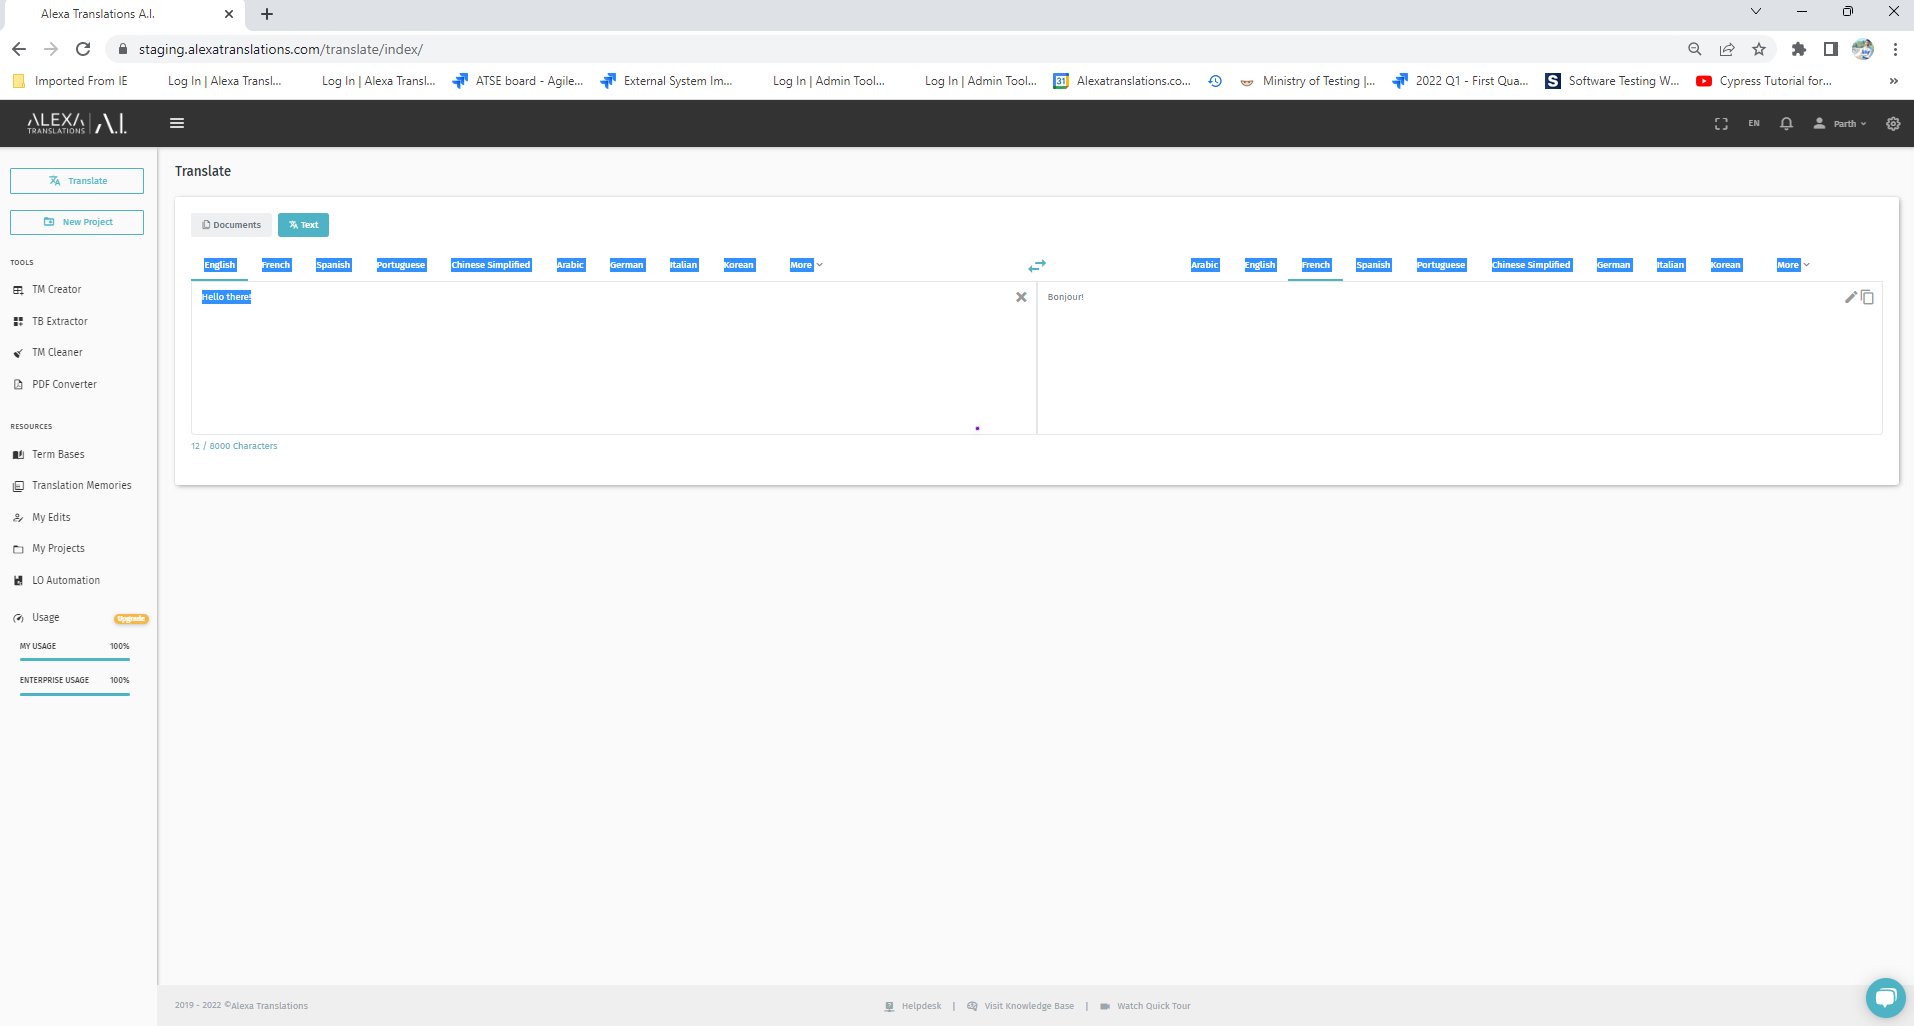 Alexa Translations A.I.
staging.alexatranslations.com/translate/index/
Imported From IE
Log In | Alexa Transl...
Log In | Alexa Transl...
ATSE board - Agile...
External System Im...
Log In | Admin Tool...
Log In | Admin Tool...
31
Alexatranslations.co...
Ministry of Testing |...
2022 Q1 - First Qua...
S
Software Testing W...
Cypress Tutorial for...
»
ALEXA
TRANSLATIONS
A.I.
EN
Parth
Translate
New Project
TOOLS
TM Creator
TB Extractor
TM Cleaner
PDF Converter
RESOURCES
Term Bases
Translation Memories
My Edits
My Projects
LO Automation
Usage
Upgrade
MY USAGE 100%
ENTERPRISE USAGE 100%
Translate
Documents
Text
English French Spanish Portuguese Chinese Simplified Arabic German Italian Korean More
Arabic English French Spanish Portuguese Chinese Simplified German Italian Korean More
Hello there!
Bonjour!
12 / 8000 Characters
2019 - 2022 ©Alexa Translations
Helpdesk | Visit Knowledge Base | Watch Quick Tour